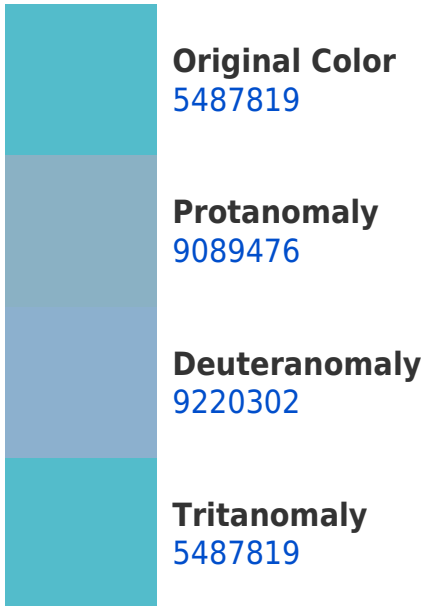 Original Color
5487819
Protanomaly
9089476
Deuteranomaly
9220302
Tritanomaly
5487819